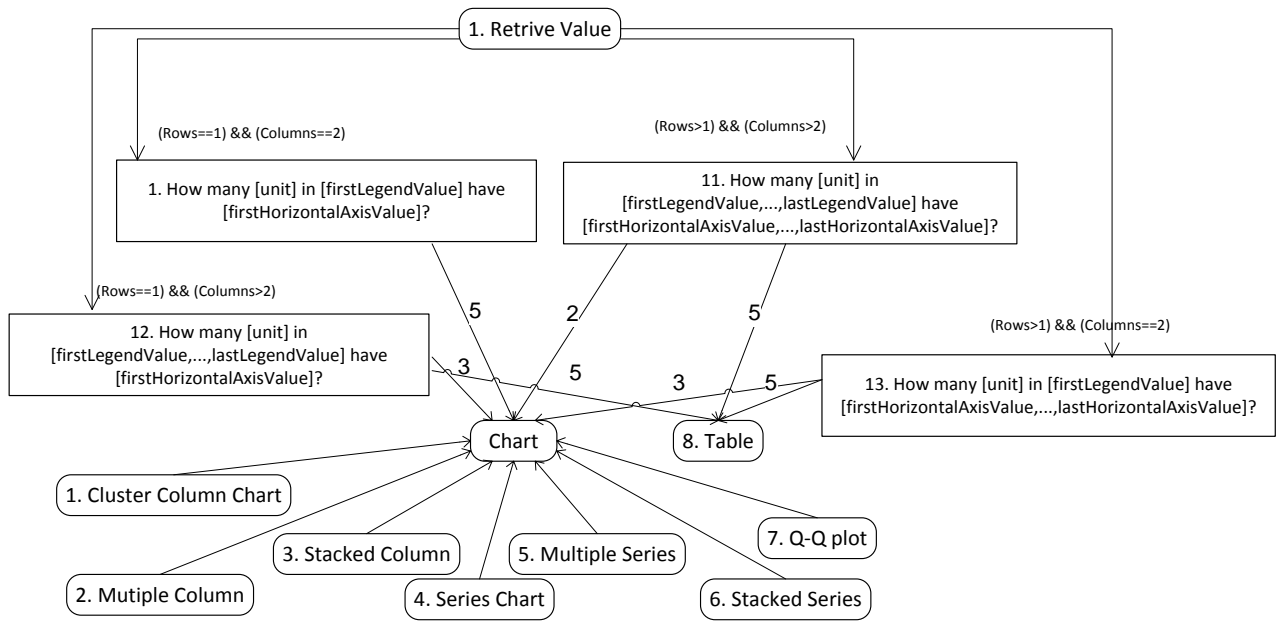 1. Retrive Value
(Rows==1) && (Columns==2)
(Rows>1) && (Columns>2)
1. How many [unit] in [firstLegendValue] have
[firstHorizontalAxisValue]?
11. How many [unit] in
[firstLegendValue,...,lastLegendValue] have
[firstHorizontalAxisValue,...,lastHorizontalAxisValue]?
(Rows==1) && (Columns>2)
5
2
5
(Rows>1) && (Columns==2)
12. How many [unit] in
[firstLegendValue,...,lastLegendValue] have
[firstHorizontalAxisValue]?
3
5
3
5
13. How many [unit] in [firstLegendValue] have
[firstHorizontalAxisValue,...,lastHorizontalAxisValue]?
Chart
8. Table
1. Cluster Column Chart
7. Q-Q plot
3. Stacked Column
5. Multiple Series
2. Mutiple Column
4. Series Chart
6. Stacked Series